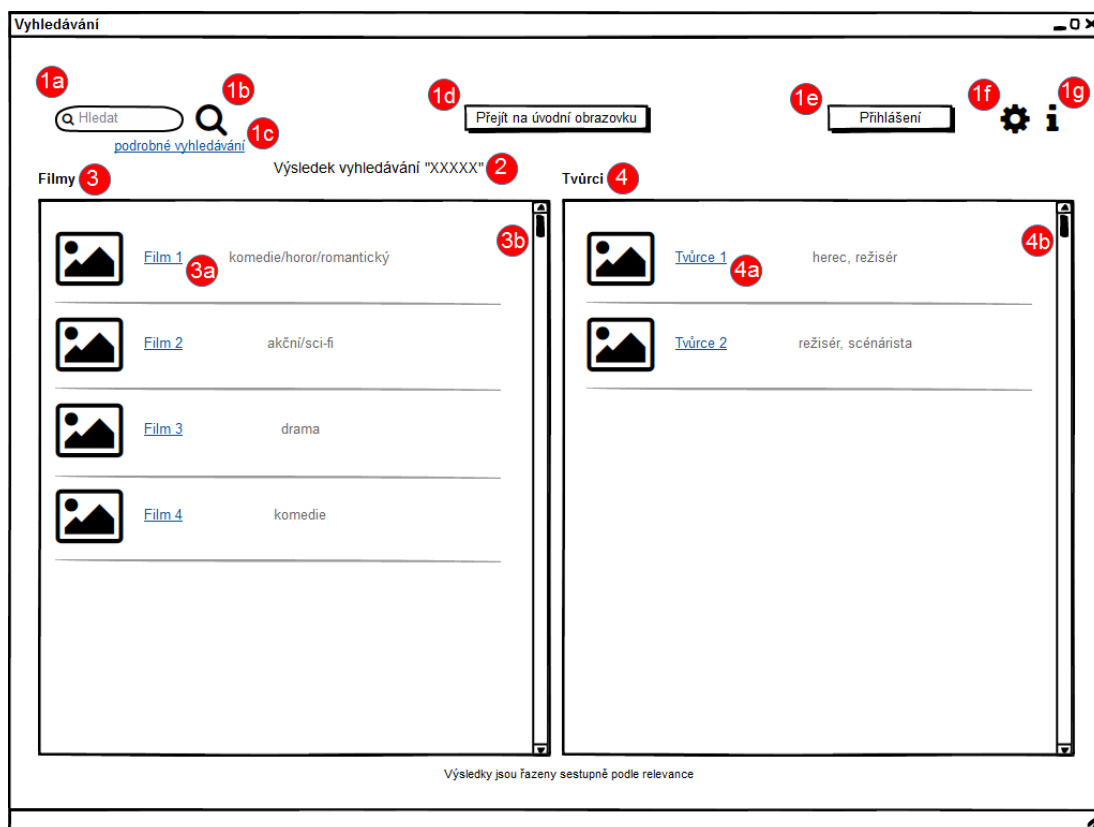 Vyhledávání
1a
1b
1d
1e
1f
1g
Hledat
Přejít na úvodní obrazovku
Přihlášení
i
1c
podrobné vyhledávání
Výsledek vyhledávání "XXXXX" 2
Filmy 3
Tvůrci 4
3b
4b
Film 1 3a komedie/horor/romantický
Tvůrce 1 4a herec, režisér
Film 2 akční/sci-fi
Tvůrce 2 režisér, scénárista
Film 3 drama
Film 4 komedie
Výsledky jsou řazeny sestupně podle relevance